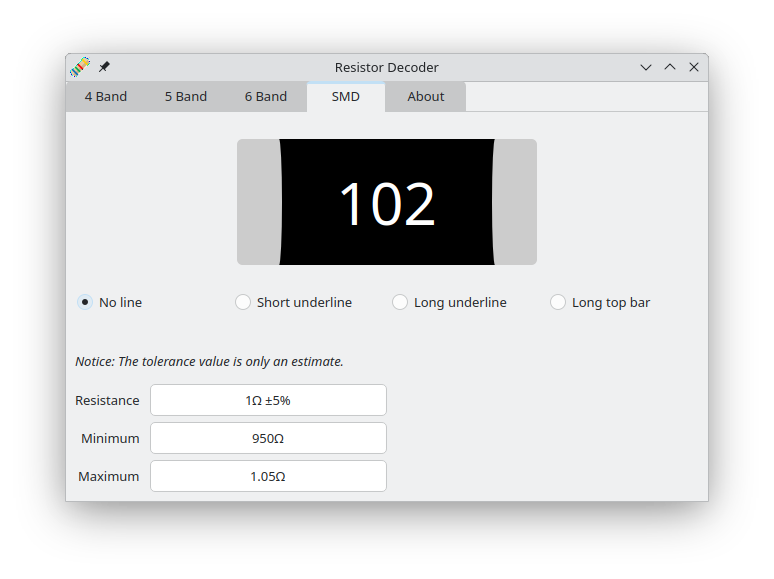 Resistor Decoder
4 Band 5 Band 6 Band SMD About
102
No line Short underline Long underline Long top bar
Notice: The tolerance value is only an estimate.
Resistance 1Ω ±5%
Minimum 950Ω
Maximum 1.05Ω